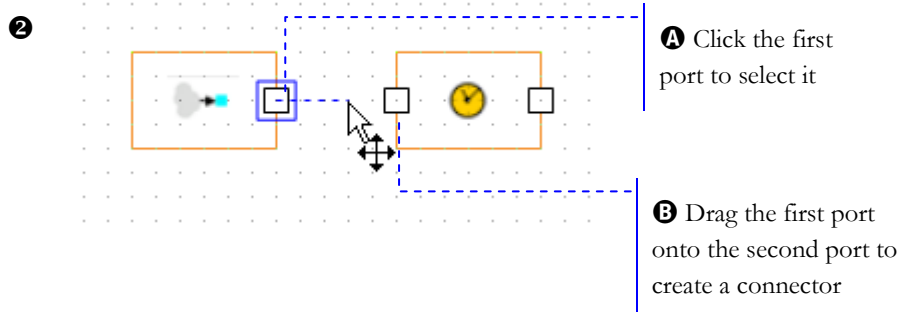 ❷
🅐 Click the first
port to select it
🅑 Drag the first port
onto the second port to
create a connector